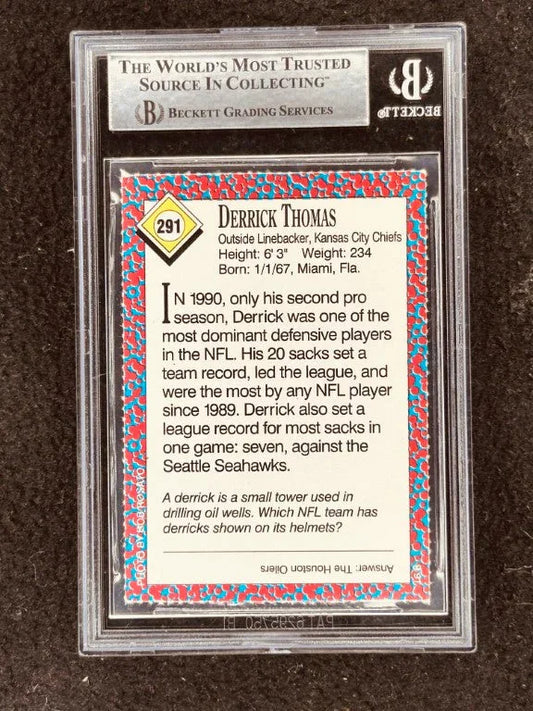 THE WORLD'S MOST TRUSTED
SOURCE IN COLLECTING™
B BECKETT GRADING SERVICES
B
BECKETT
291
DERRICK THOMAS
Outside Linebacker, Kansas City Chiefs
Height: 6' 3" Weight: 234
Born: 1/1/67, Miami, Fla.
IN 1990, only his second pro
season, Derrick was one of the
most dominant defensive players
in the NFL. His 20 sacks set a
team record, led the league, and
were the most by any NFL player
since 1989. Derrick also set a
league record for most sacks in
one game: seven, against the
Seattle Seahawks.
A derrick is a small tower used in
drilling oil wells. Which NFL team has
derricks shown on its helmets?
Answer: The Houston Oilers